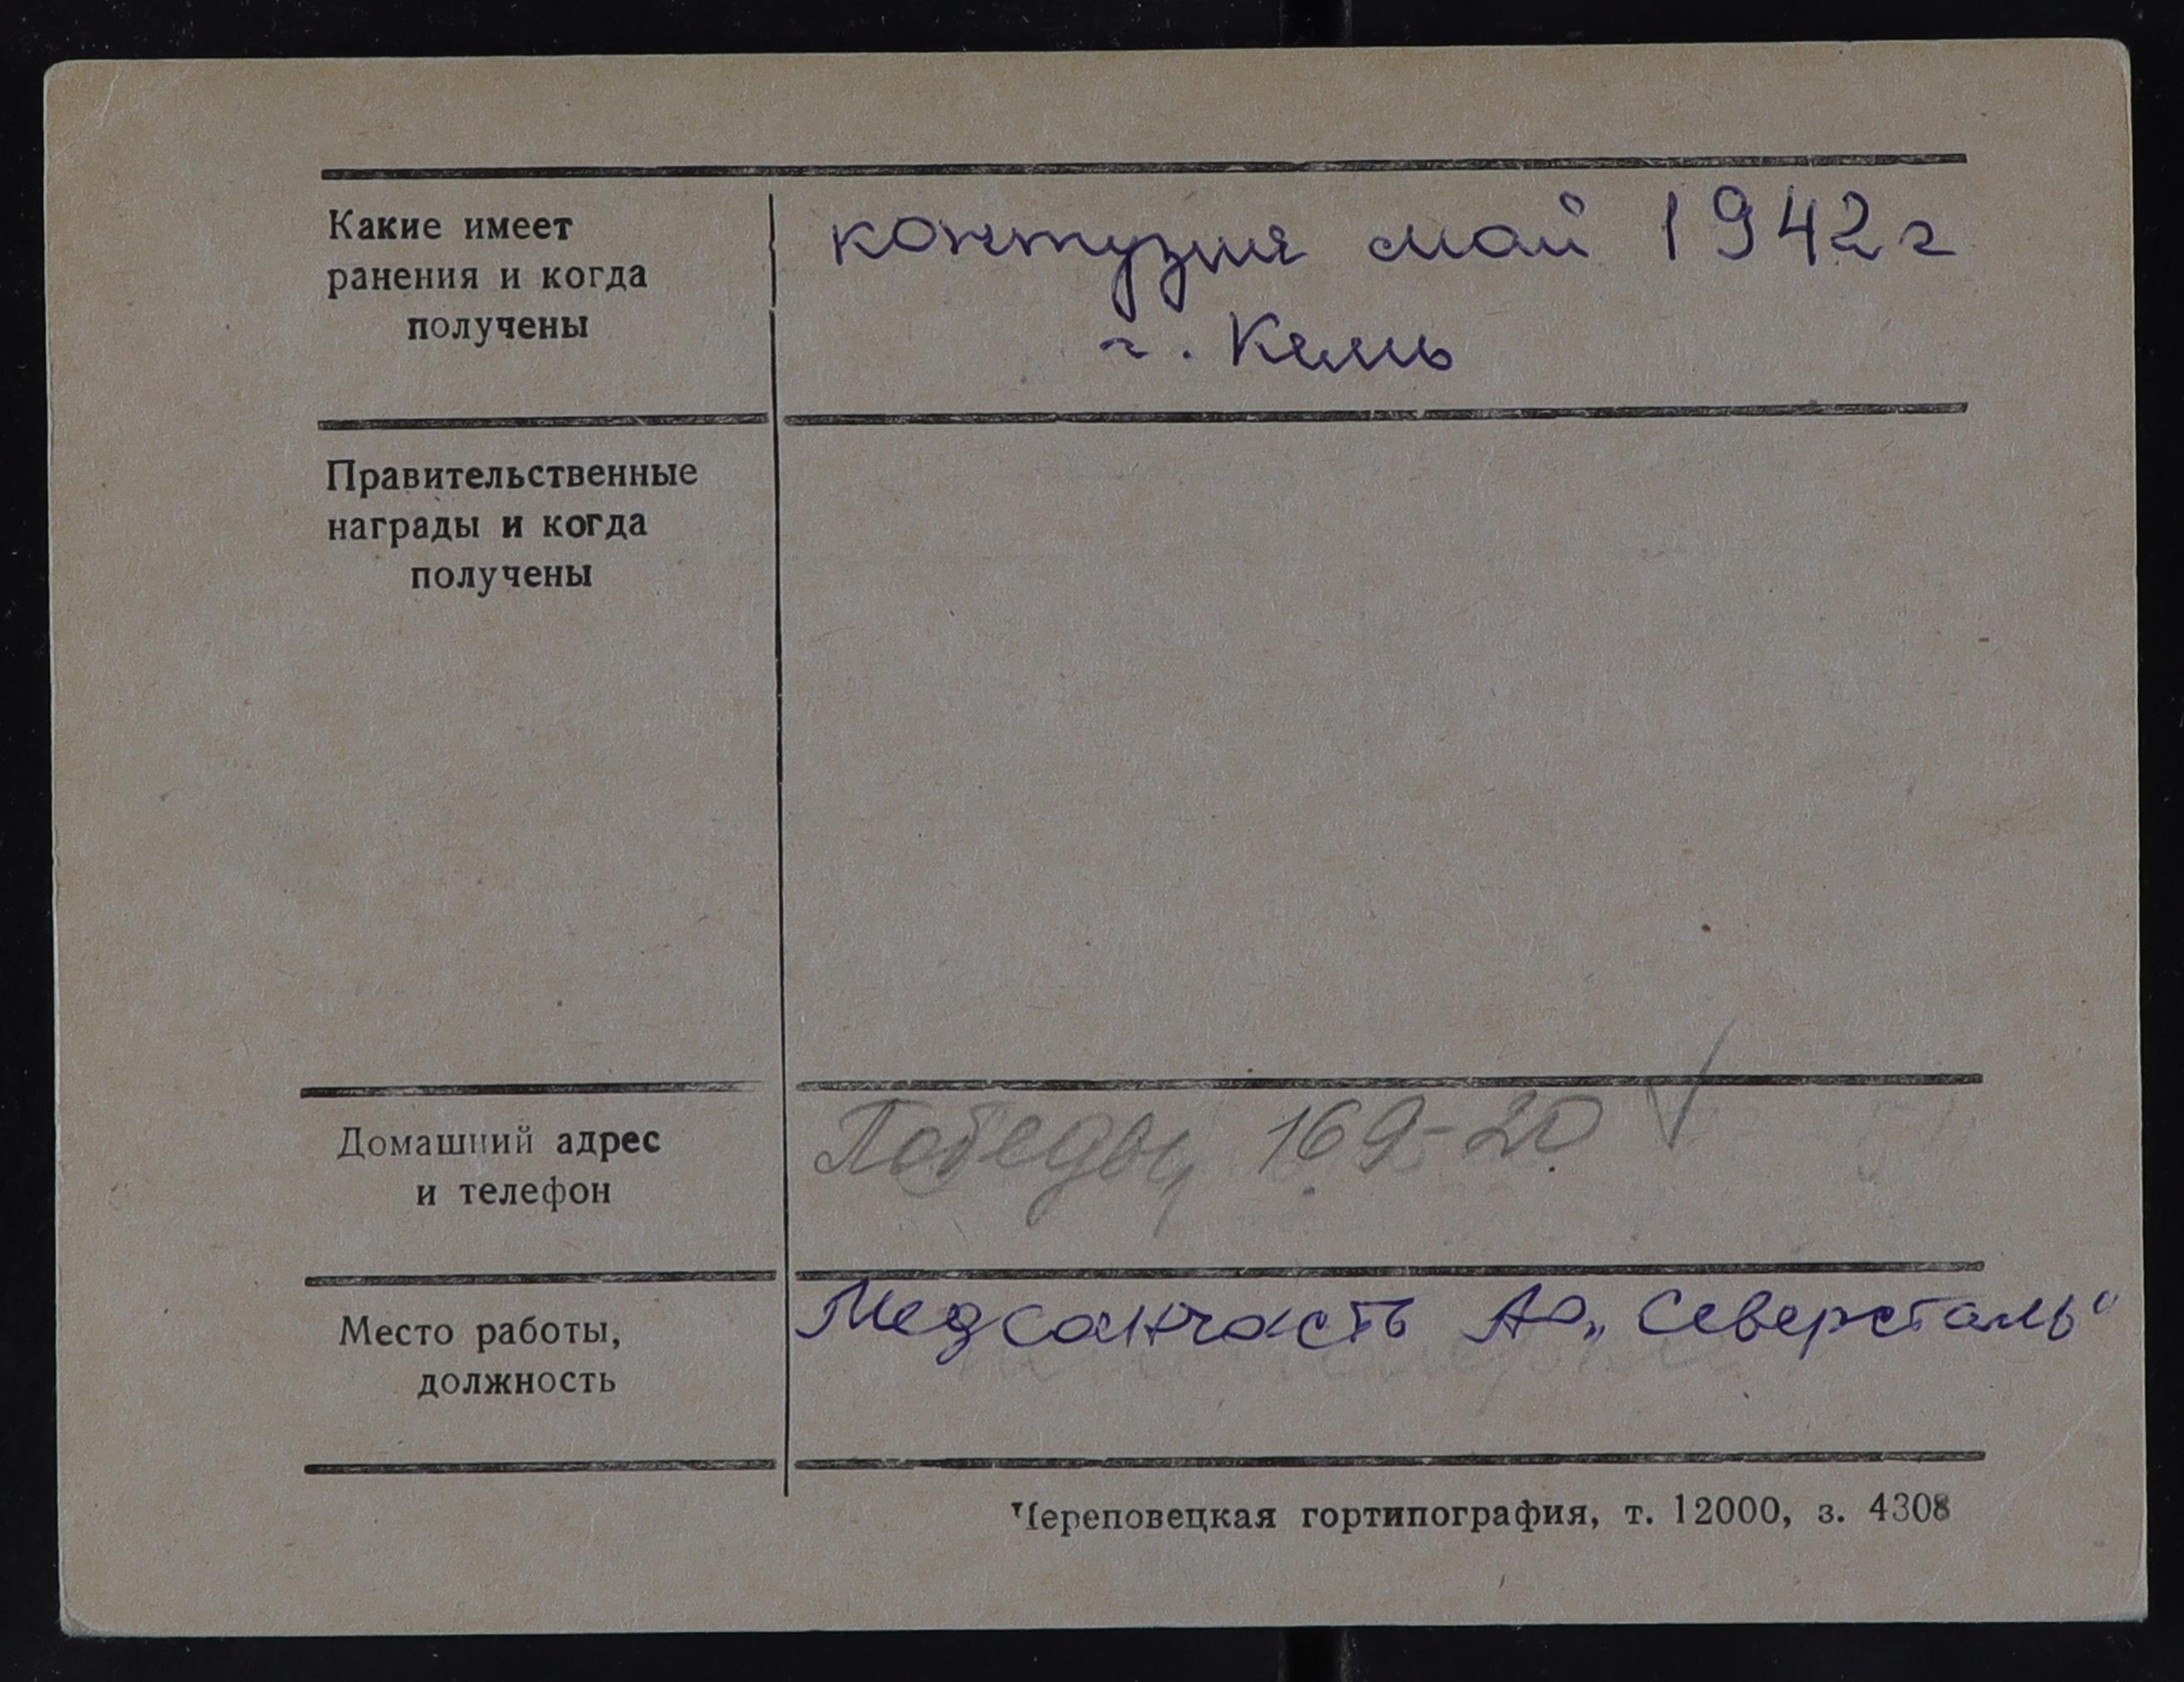 Какие имеет
ранения и когда
получены
контузия май 1942 г
г. Кемь
Правительственные
награды и когда
получены
Домашний адрес
и телефон
Победы, 169-20
Место работы,
должность
Медсанчасть АО „Северсталь“
Череповецкая гортипография, т. 12000, з. 4308